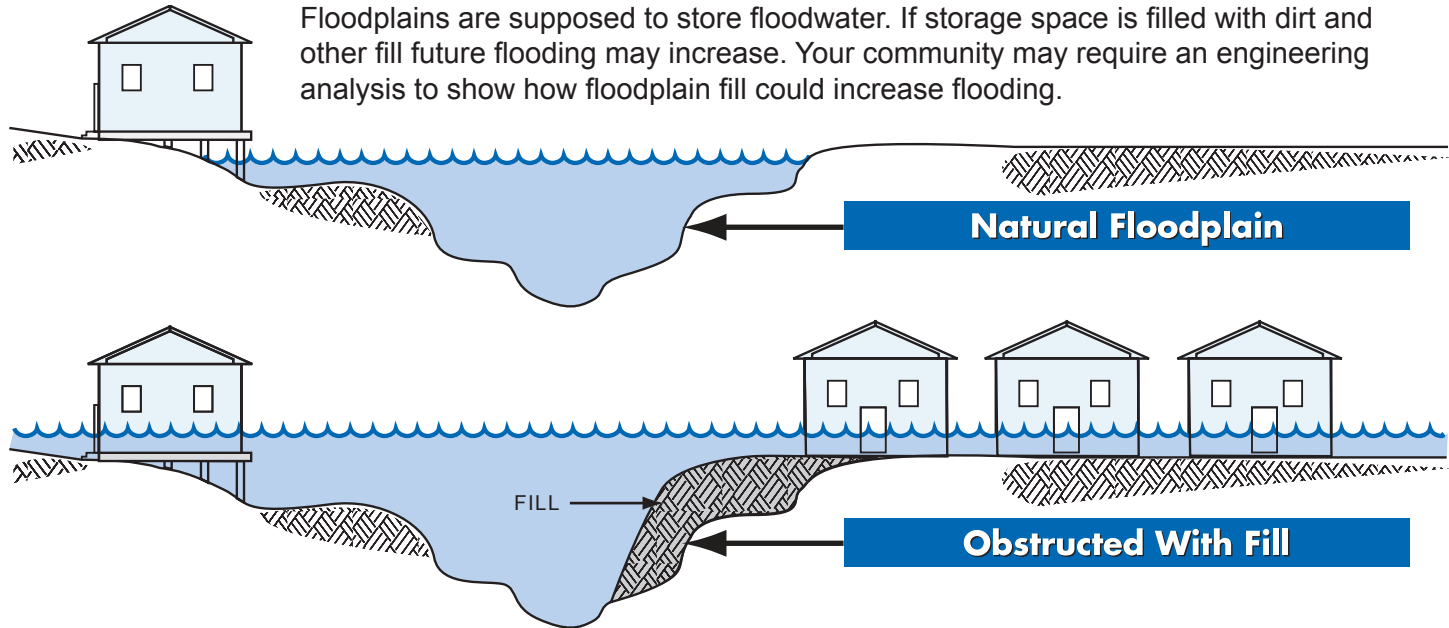 Floodplains are supposed to store floodwater. If storage space is filled with dirt and
other fill future flooding may increase. Your community may require an engineering
analysis to show how floodplain fill could increase flooding.
Natural Floodplain
FILL
Obstructed With Fill